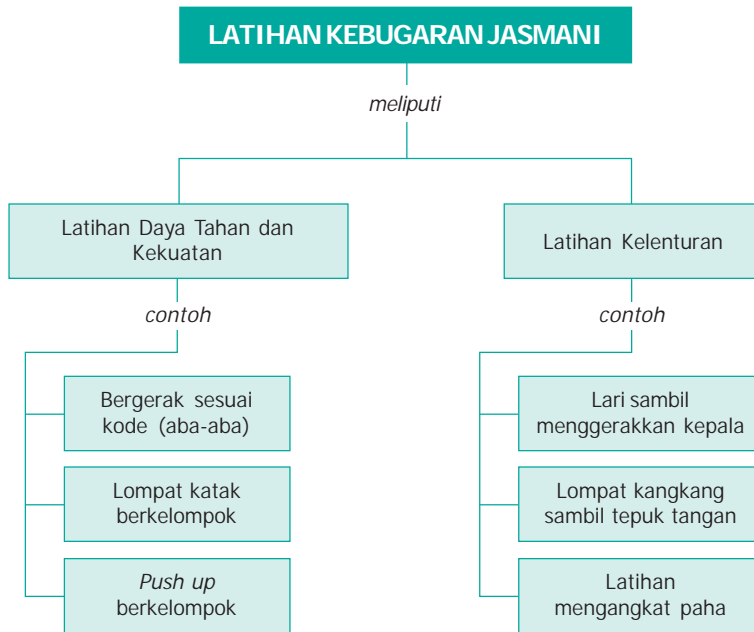 LATIHAN KEBUGARAN JASMANI
meliputi
Latihan Daya Tahan dan
Kekuatan
contoh
Bergerak sesuai
kode (aba-aba)
Lompat katak
berkelompok
Push up
berkelompok
Latihan Kelenturan
contoh
Lari sambil
menggerakkan kepala
Lompat kangkang
sambil tepuk tangan
Latihan
mengangkat paha